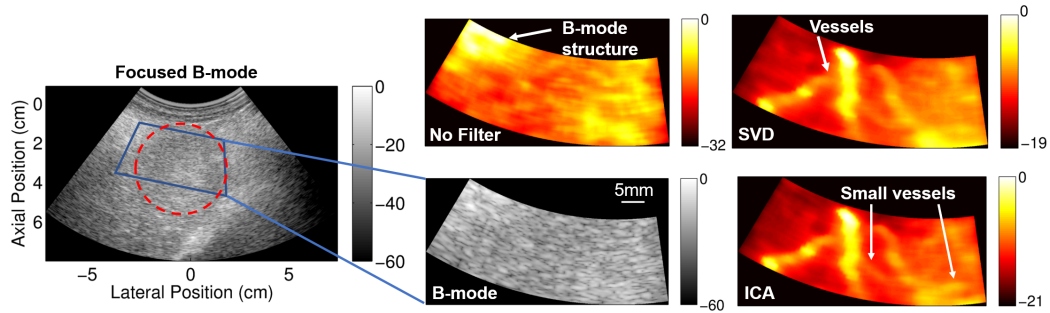 Focused B-mode
Axial Position (cm)
0
2
4
6
−5
0
5
Lateral Position (cm)
0
−20
−40
−60
B-mode
structure
No Filter
0
−32
Vessels
SVD
0
−19
5mm
B-mode
0
−60
Small vessels
ICA
0
−21